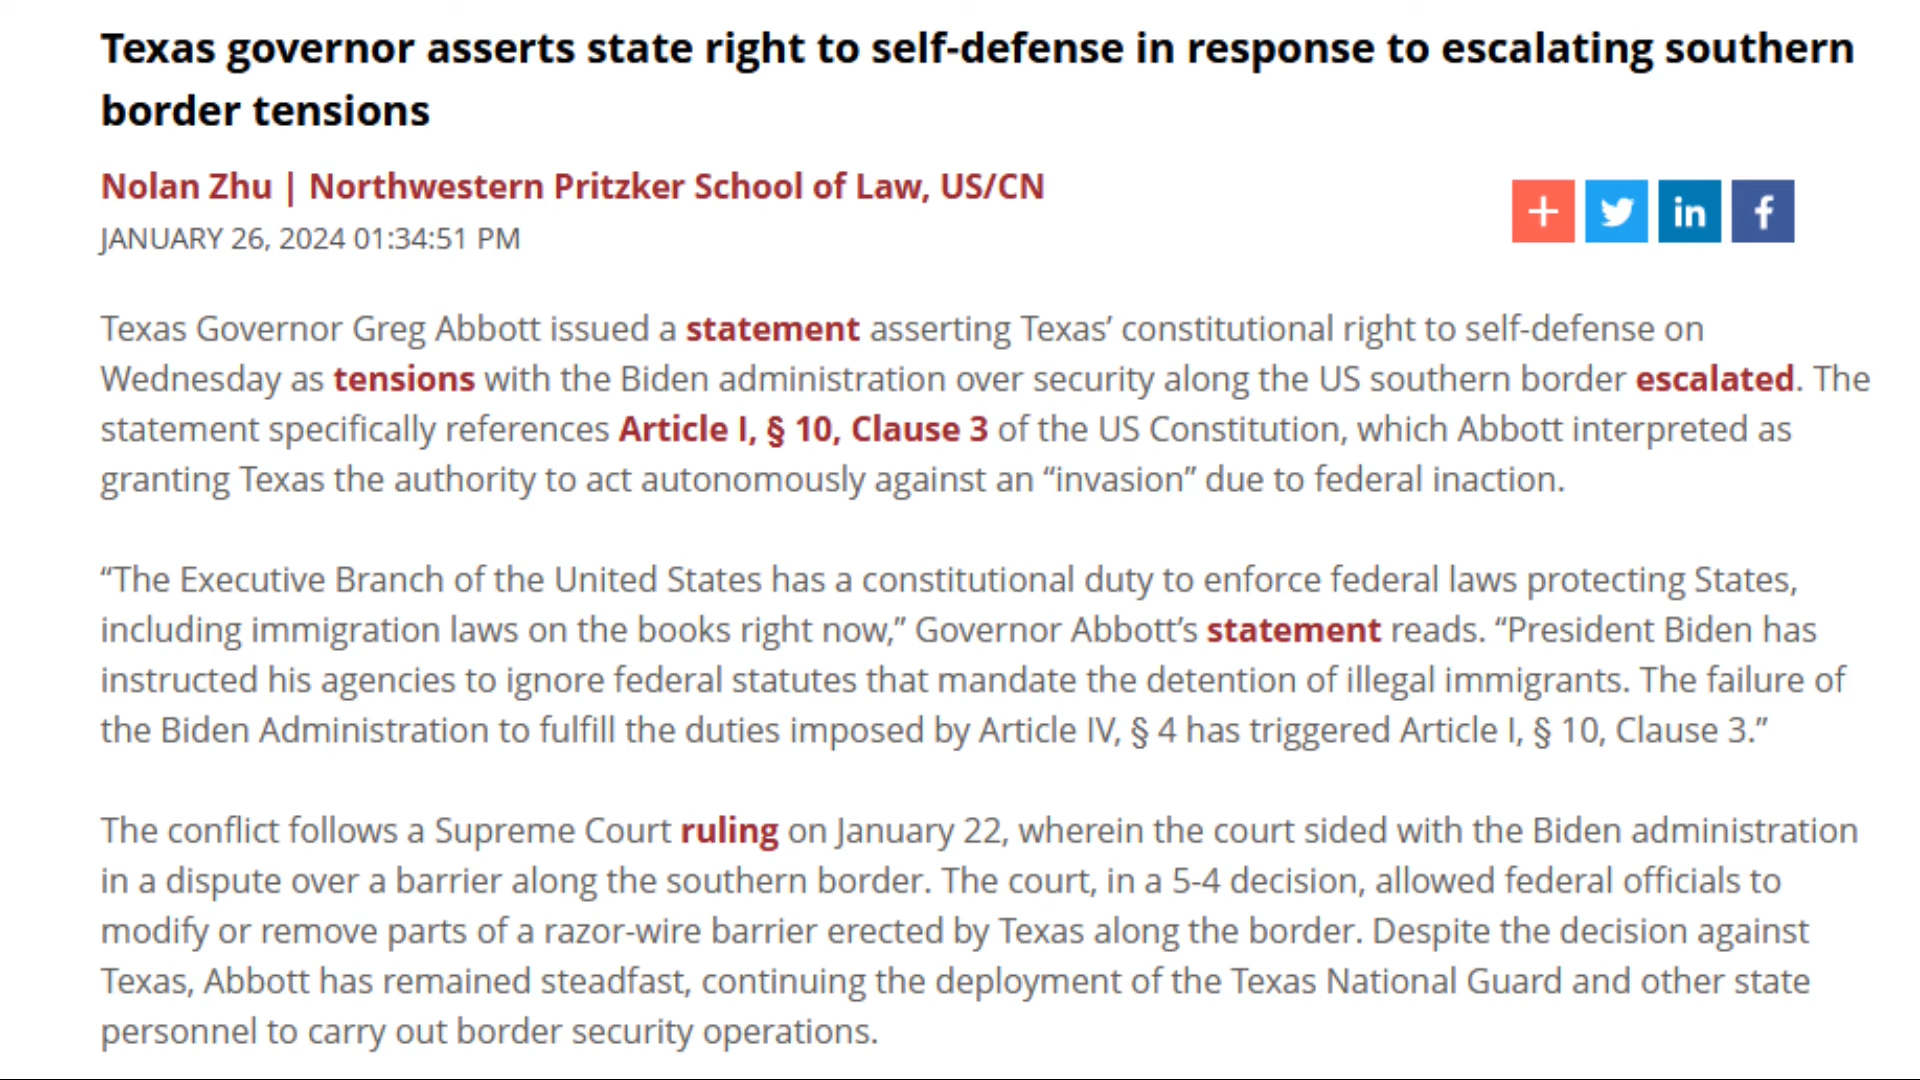 Texas governor asserts state right to self-defense in response to escalating southern
border tensions
Nolan Zhu | Northwestern Pritzker School of Law, US/CN
JANUARY 26, 2024 01:34:51 PM
Texas Governor Greg Abbott issued a statement asserting Texas’ constitutional right to self-defense on
Wednesday as tensions with the Biden administration over security along the US southern border escalated. The
statement specifically references Article I, § 10, Clause 3 of the US Constitution, which Abbott interpreted as
granting Texas the authority to act autonomously against an “invasion” due to federal inaction.
“The Executive Branch of the United States has a constitutional duty to enforce federal laws protecting States,
including immigration laws on the books right now,” Governor Abbott’s statement reads. “President Biden has
instructed his agencies to ignore federal statutes that mandate the detention of illegal immigrants. The failure of
the Biden Administration to fulfill the duties imposed by Article IV, § 4 has triggered Article I, § 10, Clause 3.”
The conflict follows a Supreme Court ruling on January 22, wherein the court sided with the Biden administration
in a dispute over a barrier along the southern border. The court, in a 5-4 decision, allowed federal officials to
modify or remove parts of a razor-wire barrier erected by Texas along the border. Despite the decision against
Texas, Abbott has remained steadfast, continuing the deployment of the Texas National Guard and other state
personnel to carry out border security operations.